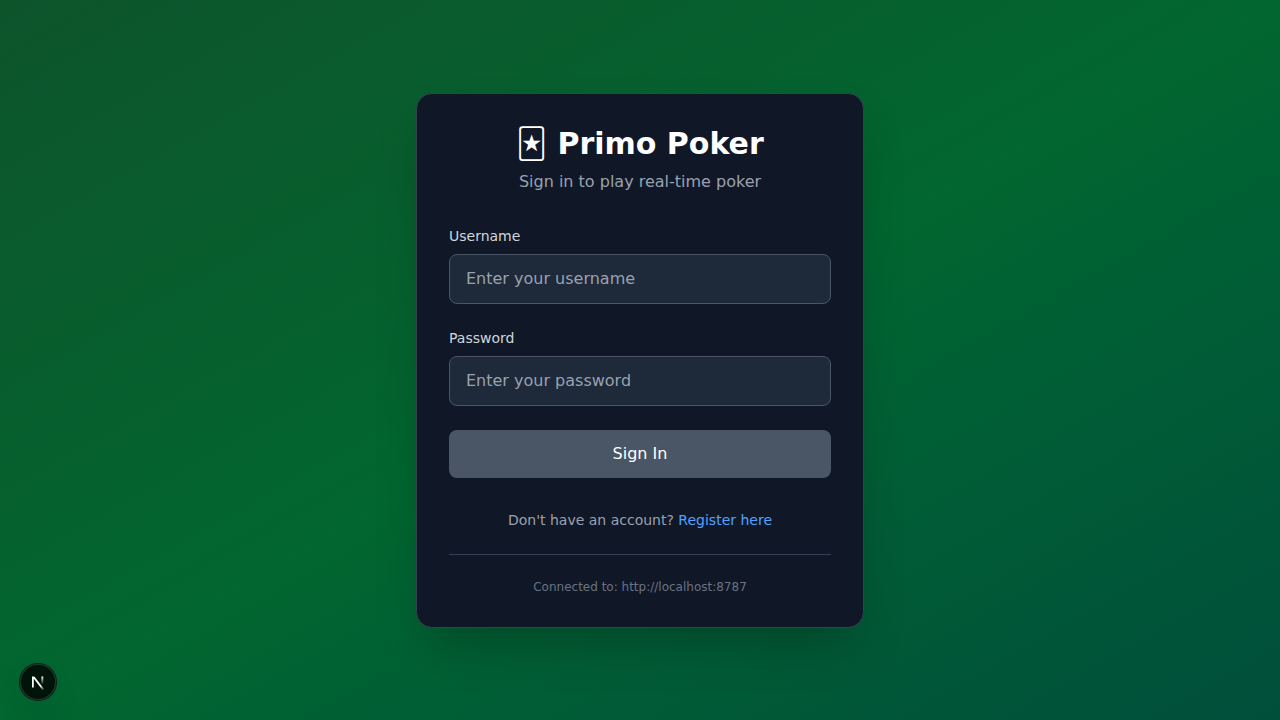 🃏 Primo Poker
Sign in to play real-time poker
Username
Enter your username
Password
Enter your password
Sign In
Don't have an account? Register here
Connected to: http://localhost:8787
N